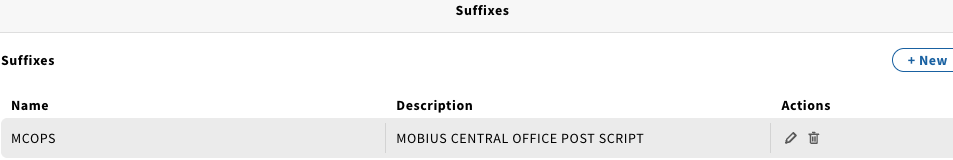 Suffixes
Suffixes
+ New
Name Description Actions
MCOPS MOBIUS CENTRAL OFFICE POST SCRIPT